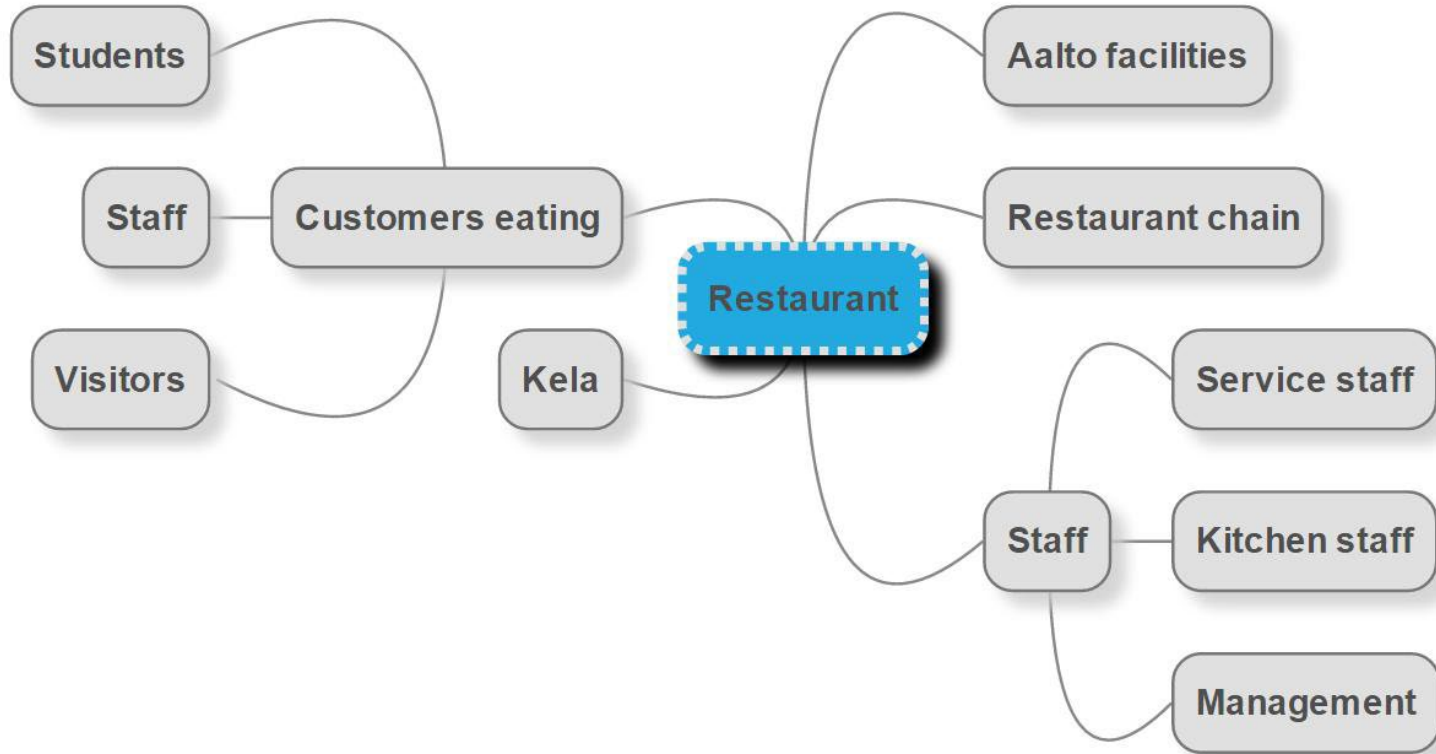 Students
Aalto facilities
Staff
Customers eating
Restaurant chain
Restaurant
Visitors
Kela
Service staff
Staff
Kitchen staff
Management